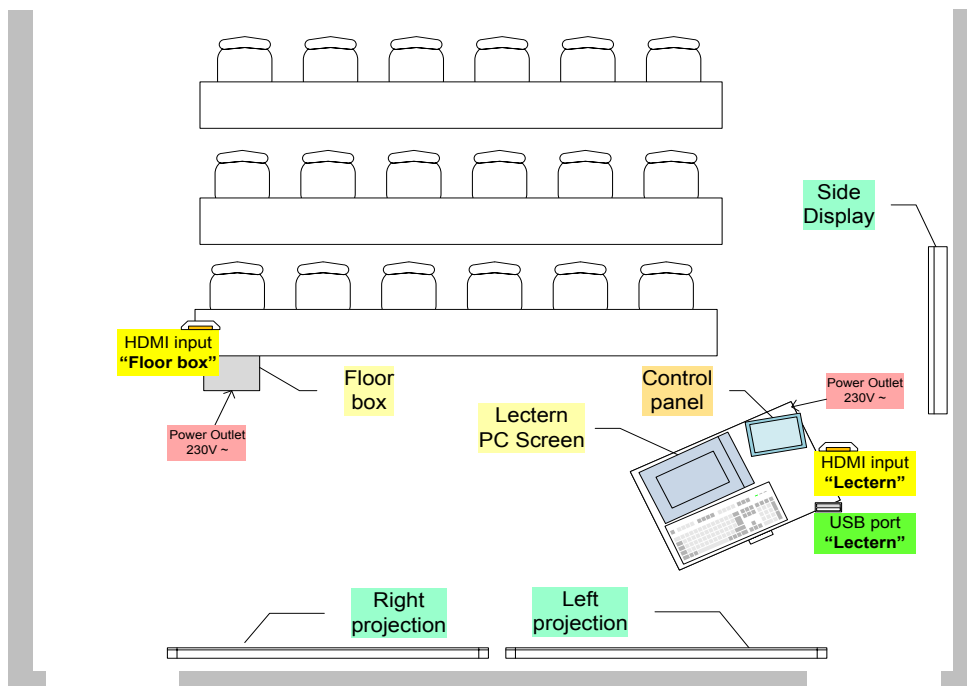 Side
Display
HDMI input
“Floor box”
Floor
box
Control
panel
Power Outlet
230V ~
Lectern
PC Screen
Power Outlet
230V ~
HDMI input
“Lectern”
USB port
“Lectern”
Right
projection
Left
projection